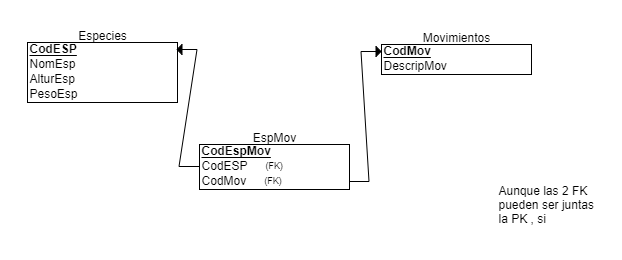 Especies
CodESP
NomEsp
AlturEsp
PesoEsp
Movimientos
CodMov
DescripMov
EspMov
CodEspMov
CodESP (FK)
CodMov (FK)
Aunque las 2 FK
pueden ser juntas
la PK , si